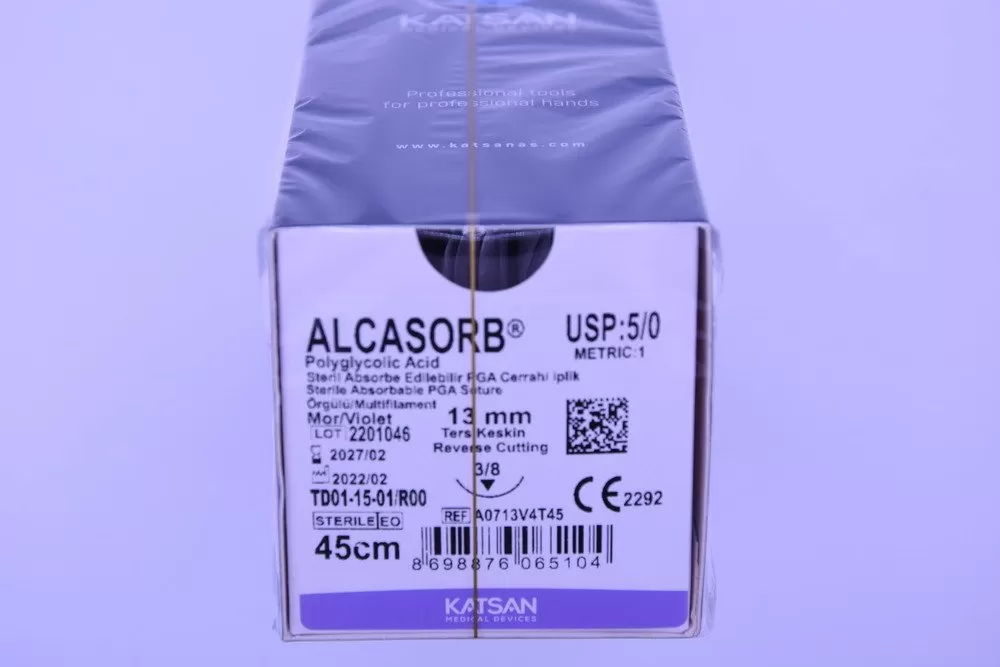 KATSAN
MEDICAL DEVICES
Professional tools
for professional hands
www.katsanas.com
ALCASORB®
USP:5/0
METRIC:1
Polyglycolic Acid
Steril Absorbe Edilebilir PGA Cerrahi iplik
Sterile Absorbable PGA Suture
Örgülü/Multifilament
Mor/Violet
13 mm
LOT 2201046
Ters Keskin
Reverse Cutting
2027/02
3/8
2022/02
TD01-15-01/R00
CE 2292
REF A0713V4T45
STERILE EO
45cm
8 698876 065104
KATSAN
MEDICAL DEVICES